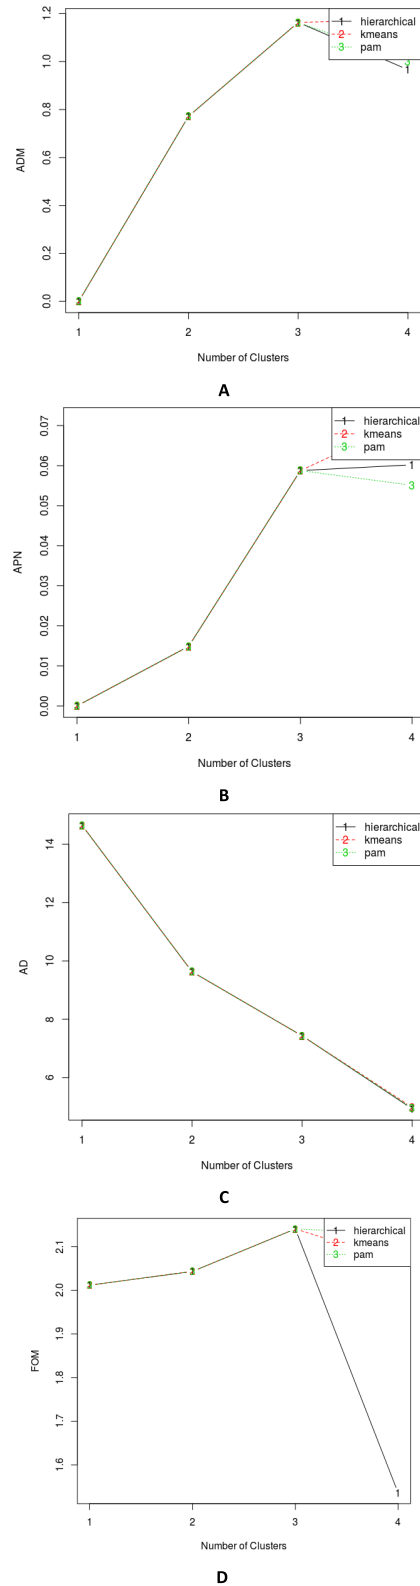 1.2
1.0
0.8
0.6
0.4
0.2
0.0
ADM
1 hierarchical
2 kmeans
3 pam
1 2 3 4
Number of Clusters
A
0.07
0.06
0.05
0.04
0.03
0.02
0.01
0.00
APN
1 hierarchical
2 kmeans
3 pam
1
3
1 2 3 4
Number of Clusters
B
14
12
10
8
6
AD
1 hierarchical
2 kmeans
3 pam
1 2 3 4
Number of Clusters
C
2.1
2.0
1.9
1.8
1.7
1.6
FOM
1 hierarchical
2 kmeans
3 pam
1
1 2 3 4
Number of Clusters
D